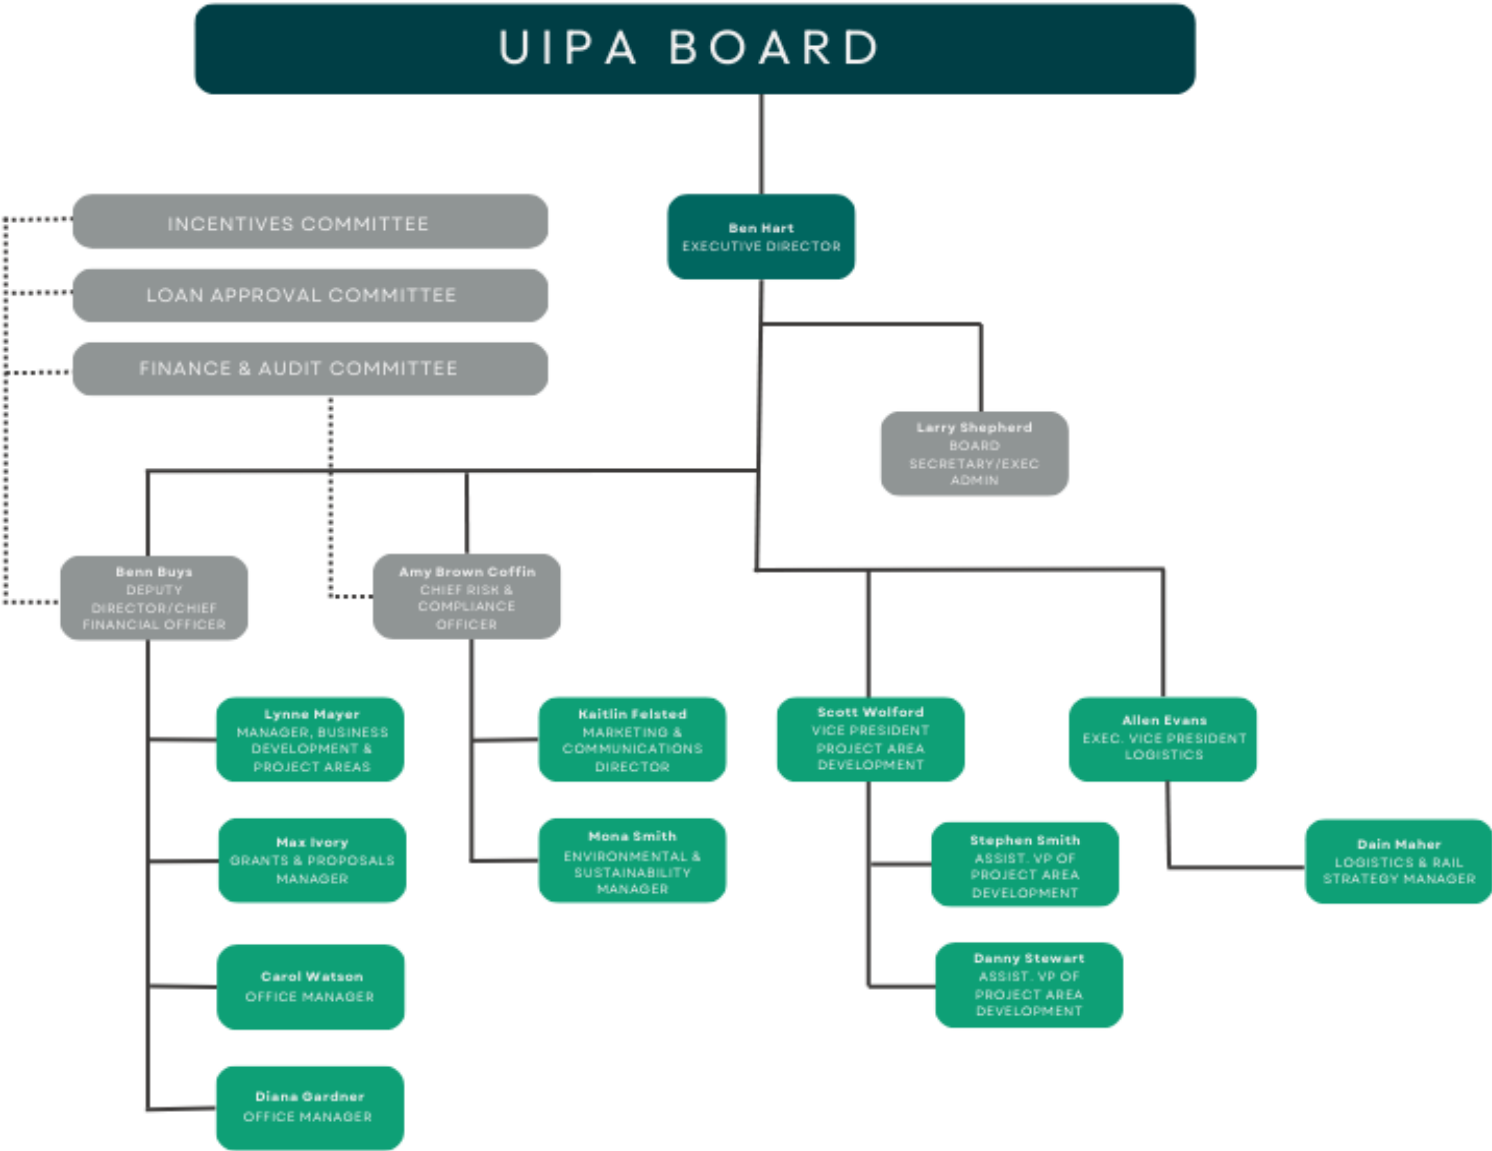 UIPA BOARD
INCENTIVES COMMITTEE
LOAN APPROVAL COMMITTEE
FINANCE & AUDIT COMMITTEE
Ben Hart
EXECUTIVE DIRECTOR
Larry Shepherd
BOARD
SECRETARY/EXEC
ADMIN
Benn Buys
DEPUTY
DIRECTOR/CHIEF
FINANCIAL OFFICER
Amy Brown Coffin
CHIEF RISK &
COMPLIANCE
OFFICER
Lynne Mayer
MANAGER, BUSINESS
DEVELOPMENT &
PROJECT AREAS
Max Ivory
GRANTS & PROPOSALS
MANAGER
Carol Watson
OFFICE MANAGER
Diana Gardner
OFFICE MANAGER
Kaitlin Felsted
MARKETING &
COMMUNICATIONS
DIRECTOR
Mona Smith
ENVIRONMENTAL &
SUSTAINABILITY
MANAGER
Scott Wolford
VICE PRESIDENT
PROJECT AREA
DEVELOPMENT
Stephen Smith
ASSIST. VP OF
PROJECT AREA
DEVELOPMENT
Danny Stewart
ASSIST. VP OF
PROJECT AREA
DEVELOPMENT
Allen Evans
EXEC. VICE PRESIDENT
LOGISTICS
Dain Maher
LOGISTICS & RAIL
STRATEGY MANAGER